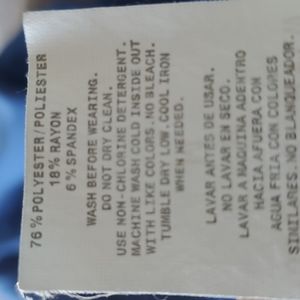 76% POLYESTER/POLIESTER
18% RAYON
6% SPANDEX
WASH BEFORE WEARING.
DO NOT DRY CLEAN.
USE NON-CHLORINE DETERGENT.
MACHINE WASH COLD INSIDE OUT
WITH LIKE COLORS. NO BLEACH.
TUMBLE DRY LOW. COOL IRON
WHEN NEEDED.
LAVAR ANTES DE USAR.
NO LAVAR EN SECO.
LAVAR A MAQUINA ADENTRO
HACIA AFUERA CON
AGUA FRIA CON COLORES
SIMILARES. NO BLANQUEADOR.